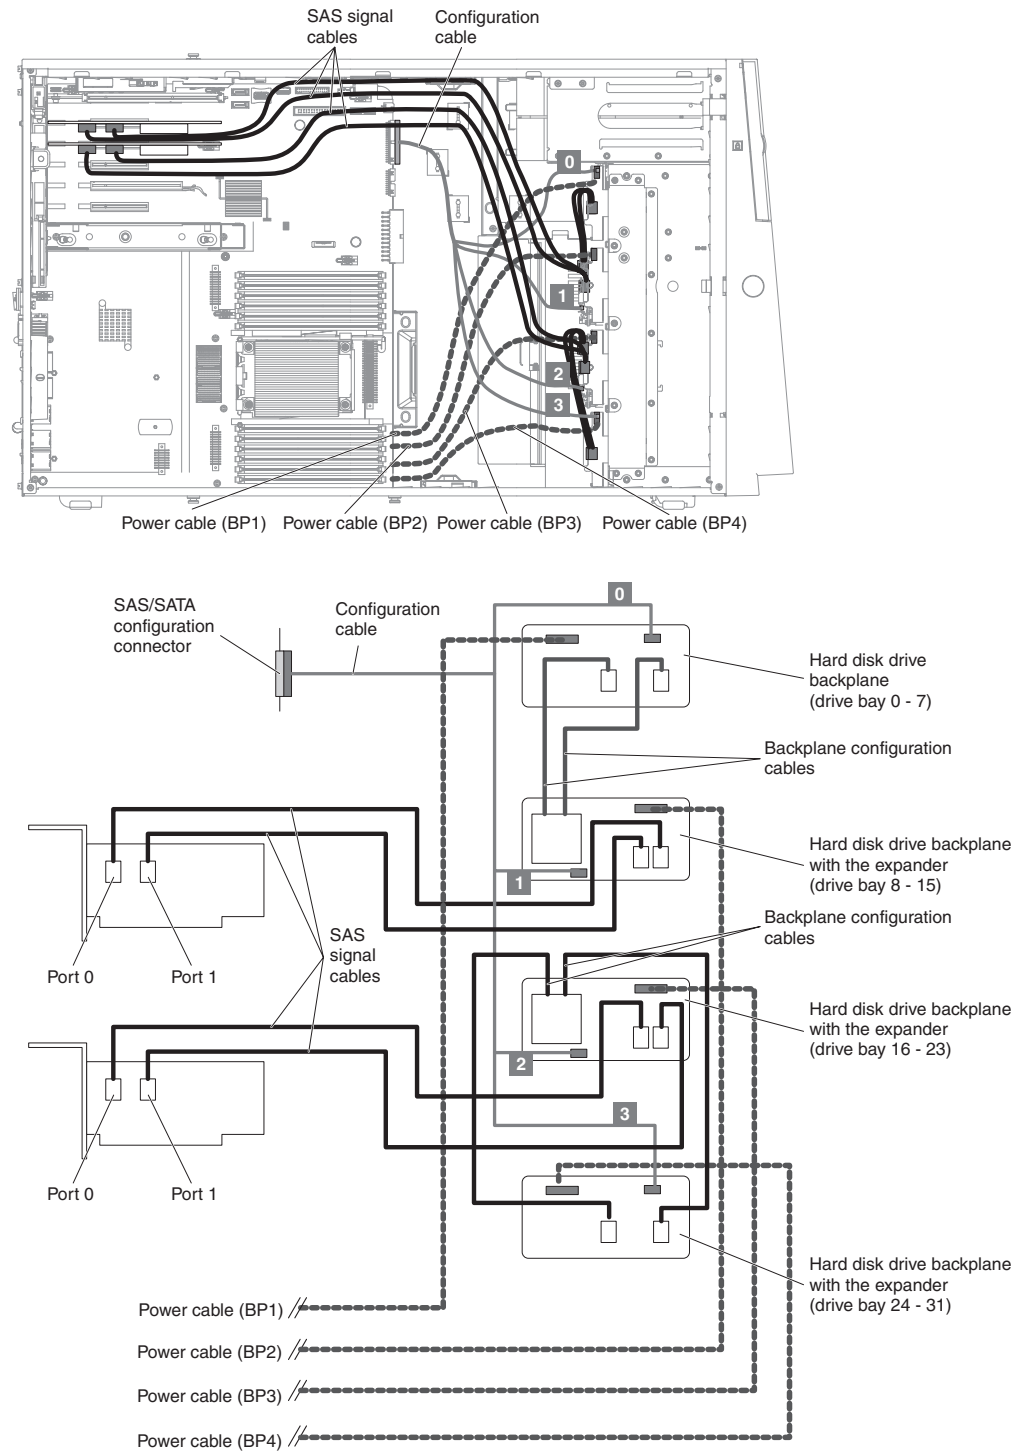 SAS signal
cables
Configuration
cable
0
1
2
3
Power cable (BP1)
Power cable (BP2)
Power cable (BP3)
Power cable (BP4)
0
SAS/SATA
configuration
connector
Configuration
cable
Hard disk drive
backplane
(drive bay 0 - 7)
Backplane configuration
cables
Hard disk drive backplane
with the expander
(drive bay 8 - 15)
1
Backplane configuration
cables
SAS
signal
cables
Port 0
Port 1
Hard disk drive backplane
with the expander
(drive bay 16 - 23)
2
3
Port 0
Port 1
Hard disk drive backplane
with the expander
(drive bay 24 - 31)
Power cable (BP1)
Power cable (BP2)
Power cable (BP3)
Power cable (BP4)